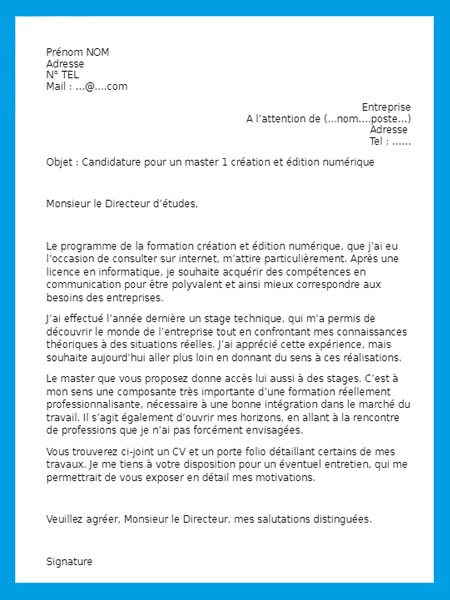 Prénom NOM
Adresse
N° TEL
Mail : ...@....com
Entreprise
A l’attention de (...nom....poste...)
Adresse
Tel : ......
Objet : Candidature pour un master 1 création et édition numérique
Monsieur le Directeur d’études,
Le programme de la formation création et édition numérique, que j’ai eu
l’occasion de consulter sur internet, m’attire particulièrement. Après une
licence en informatique, je souhaite acquérir des compétences en
communication pour être polyvalent et ainsi mieux correspondre aux
besoins des entreprises.
J’ai effectué l’année dernière un stage technique, qui m’a permis de
découvrir le monde de l’entreprise tout en confrontant mes connaissances
théoriques à des situations réelles. J’ai apprécié cette expérience, mais
souhaite aujourd’hui aller plus loin en donnant du sens à ces réalisations.
Le master que vous proposez donne accès lui aussi à des stages. C’est à
mon sens une composante très importante d’une formation réellement
professionnalisante, nécessaire à une bonne intégration dans le marché du
travail. Il s’agit également d’ouvrir mes horizons, en allant à la rencontre
de professions que je n’ai pas forcément envisagées.
Vous trouverez ci-joint un CV et un porte folio détaillant certains de mes
travaux. Je me tiens à votre disposition pour un éventuel entretien, qui me
permettrait de vous exposer en détail mes motivations.
Veuillez agréer, Monsieur le Directeur, mes salutations distinguées.
Signature